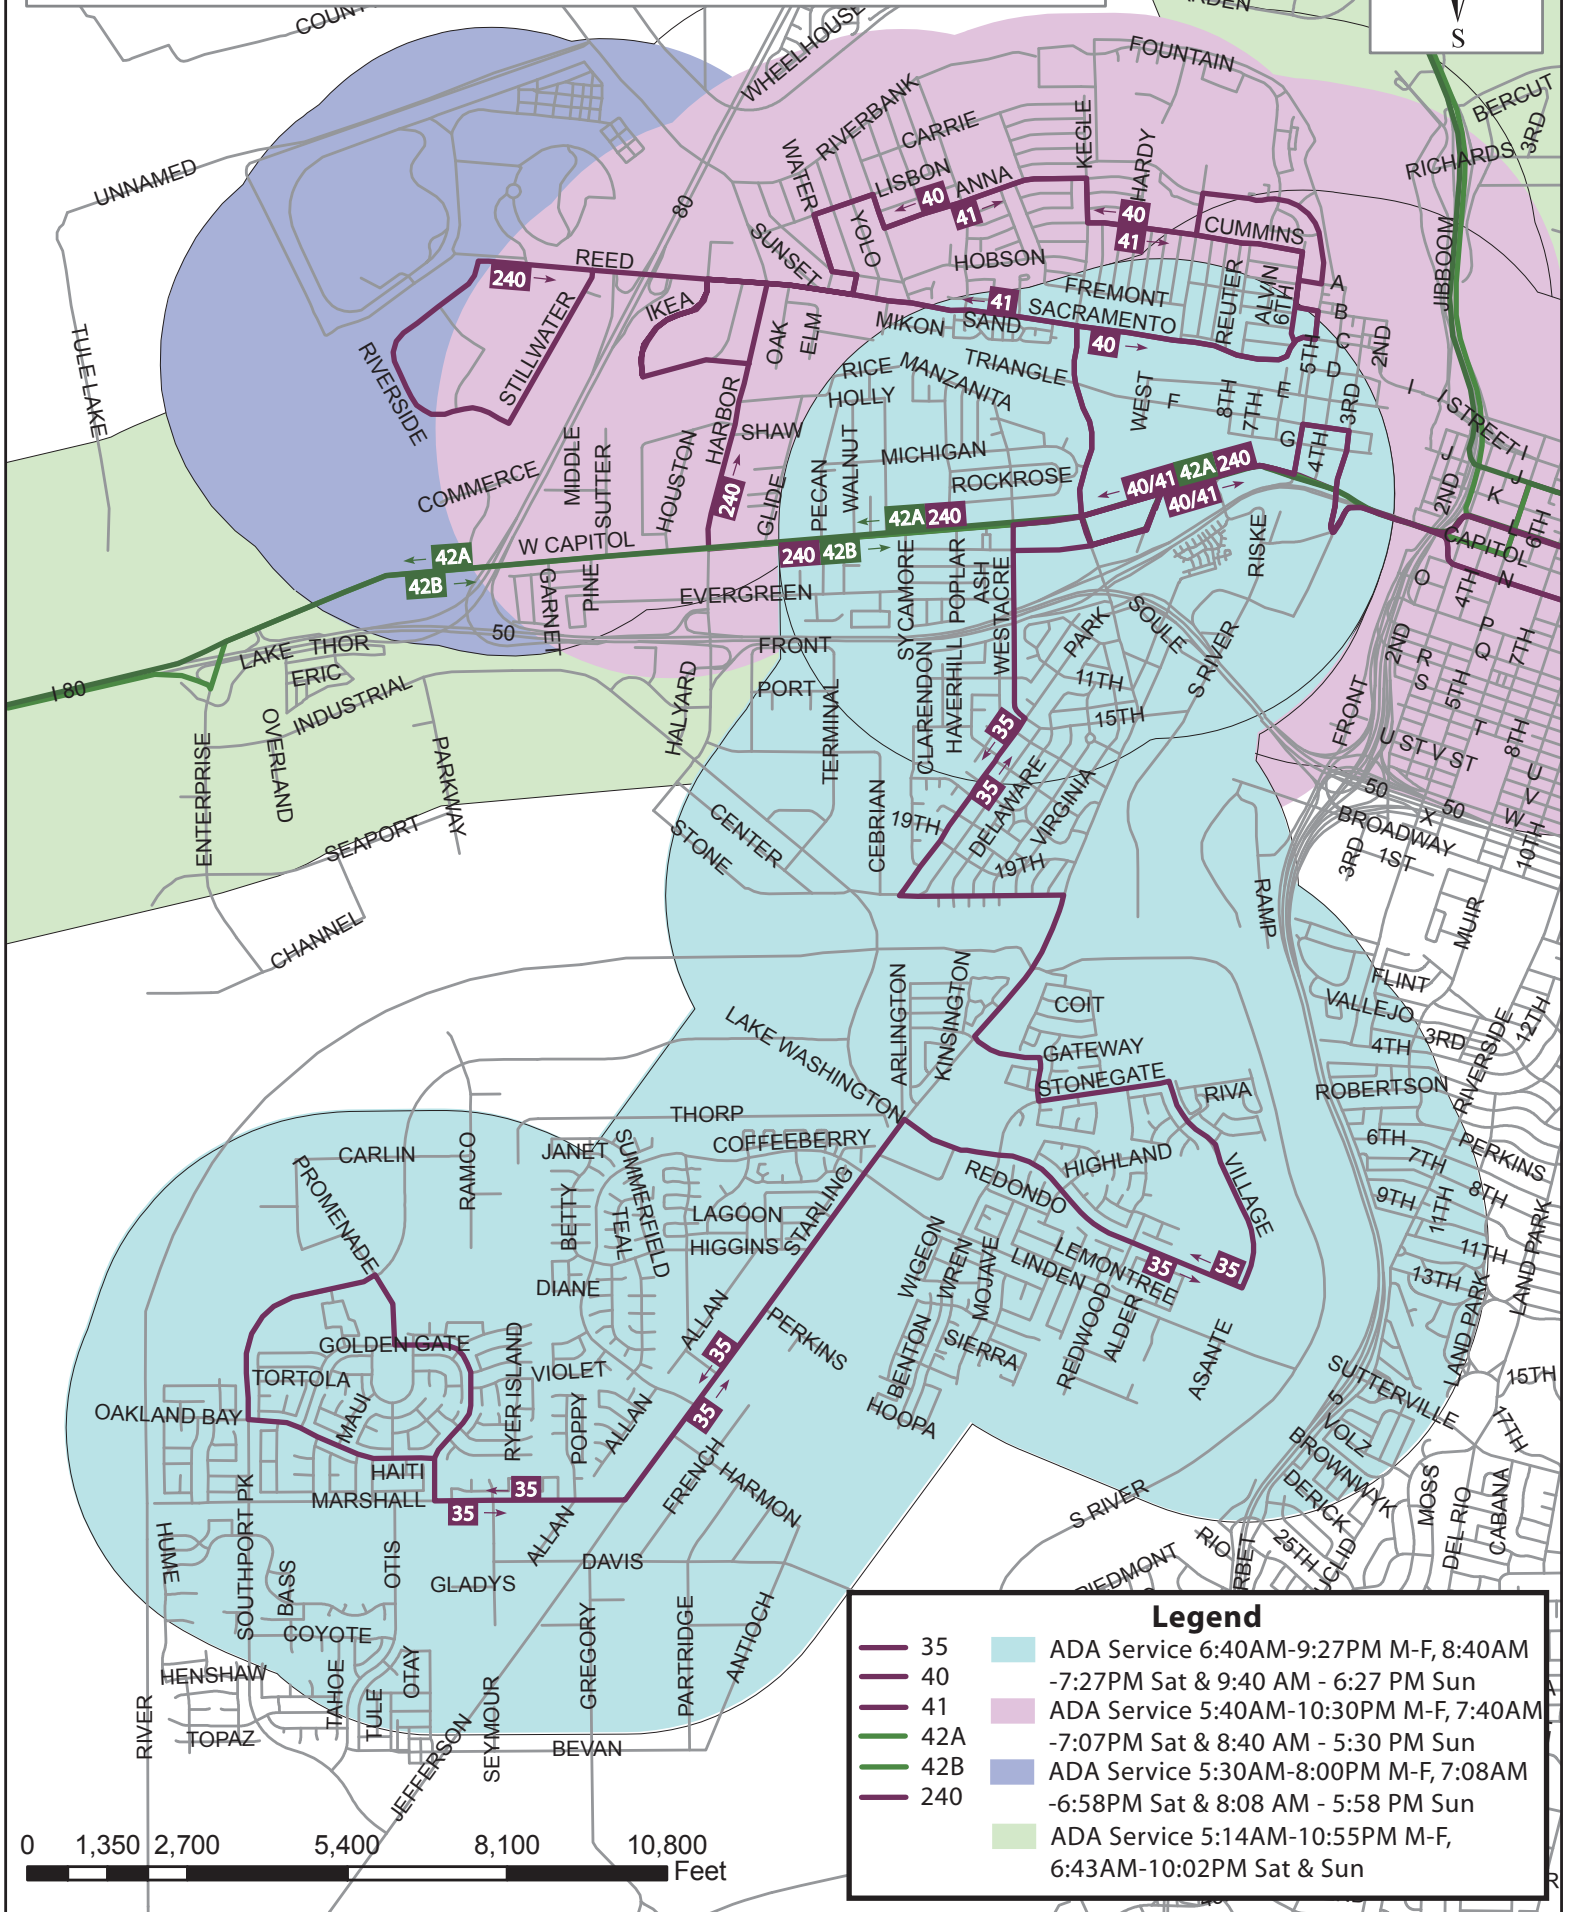 COUNT
WHEELHOUSE
RDEN
S
FOUNTAIN
BERCUT
3RD
RICHARDS
UNNAMED
80
WATER
RIVERBANK
CARRIE
LISBON
ANNA
KEGLE
HARDY
40
41
40
41
CUMMINS
YOLO
SUNSET
HOBSON
JIBBOOM
REED
240
IKEA
STILLWATER
RIVERSIDE
TULE LAKE
OAK
ELM
MIKON
SAND
41
FREMONT
SACRAMENTO
40
REUTER
ALVIN
6TH
A
B
C
D
5TH
2ND
3RD
E
F
G
4TH
I
I STREET
I
J
J
K
L
RICE
MANZANITA
TRIANGLE
HOLLY
WEST
8TH
7TH
HARBOR
SHAW
MICHIGAN
ROCKROSE
PECAN
WALNUT
GLIDE
HOUSTON
MIDDLE
SUTTER
COMMERCE
240
W CAPITOL
42A
42B
42A 240
240 42B
40/41 42A 240
40/41
RISKE
2ND
6TH
CAPITOL
N
O
4TH
P
Q
7TH
R
S
5TH
2ND
T
8TH
GARNET
PINE
EVERGREEN
50
FRONT
SYCAMORE
POPLAR
ASH
WESTACRE
PARK
SOULE
S RIVER
11TH
15TH
LAKE
THOR
ERIC
I 80
INDUSTRIAL
OVERLAND
ENTERPRISE
PARKWAY
HALYARD
PORT
TERMINAL
CLARENDON
HAVERHILL
35
35
DELAWARE
VIRGINIA
FRONT
U ST
V ST
U
V
W
X
50
50
BROADWAY
1ST
3RD
10TH
SEAPORT
CHANNEL
CENTER
STONE
CEBRIAN
19TH
19TH
RAMP
MUIR
FLINT
VALLEJO
3RD
4TH
RIVERSIDE
12TH
ROBERTSON
ARLINGTON
KINSINGTON
COIT
LAKE WASHINGTON
GATEWAY
STONEGATE
RIVA
6TH
7TH
PERKINS
8TH
9TH
11TH
11TH
13TH
LAND PARK
LAND PARK
THORP
COFFEEBERRY
CARLIN
RAMCO
JANET
SUMMERFIELD
PROMENADE
BETTY
TEAL
LAGOON
HIGGINS
STARLING
REDONDO
HIGHLAND
VILLAGE
35
35
DIANE
WIGEON
WREN
MOJAVE
LINDEN
LEMONTREE
REDWOOD
ALDER
ASANTE
ALLAN
PERKINS
BENTON
SIERRA
HOOPA
35
35
GOLDEN GATE
TORTOLA
MAUI
OAKLAND BAY
RYER ISLAND
VIOLET
POPPY
ALLAN
FRENCH
HARMON
HAITI
MARSHALL
35
35
ALLAN
SUTTERVILLE
15TH
5
VOLZ
BROWNWYK
DERICK
17TH
MOSS
DEL RIO
CABANA
S RIVER
RIO
25TH
UCLID
RBET
PIEDMONT
HUME
SOUTHPORT PK
BASS
OTIS
GLADYS
DAVIS
COYOTE
HENSHAW
TAHOE
TULE
OTAY
TOPAZ
RIVER
JEFFERSON
SEYMOUR
GREGORY
PARTRIDGE
ANTIOCH
BEVAN
Legend
35
40
41
42A
42B
240
ADA Service 6:40AM-9:27PM M-F, 8:40AM
-7:27PM Sat & 9:40 AM - 6:27 PM Sun
ADA Service 5:40AM-10:30PM M-F, 7:40AM
-7:07PM Sat & 8:40 AM - 5:30 PM Sun
ADA Service 5:30AM-8:00PM M-F, 7:08AM
-6:58PM Sat & 8:08 AM - 5:58 PM Sun
ADA Service 5:14AM-10:55PM M-F,
6:43AM-10:02PM Sat & Sun
0 1,350 2,700 5,400 8,100 10,800
Feet